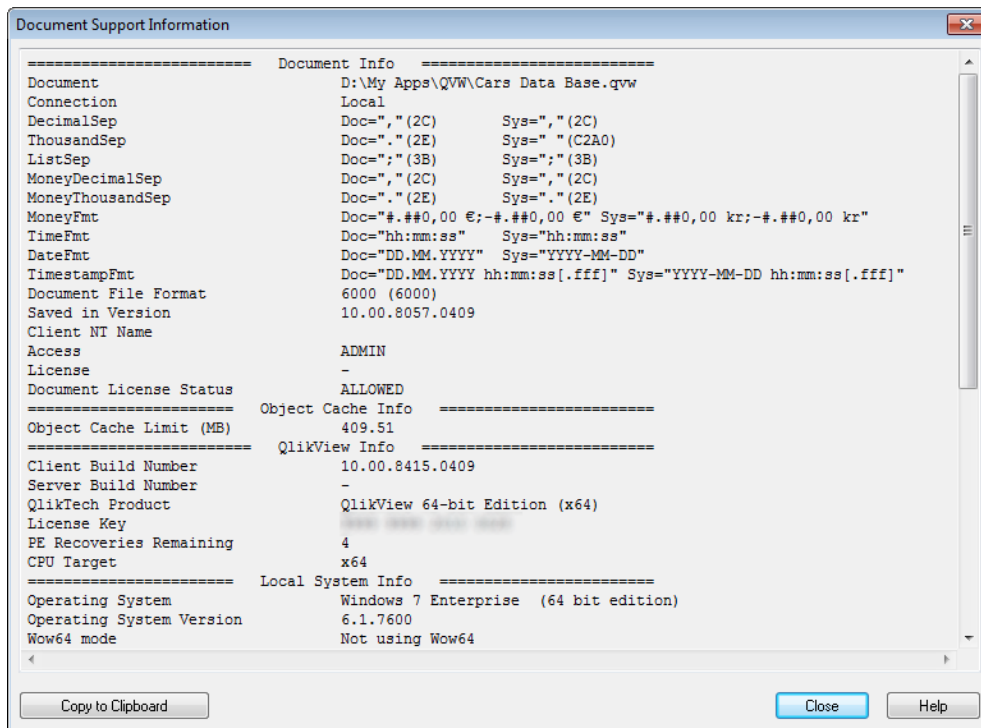 Document Support Information
=========================   Document Info   ==========================
Document                           D:\My Apps\QVW\Cars Data Base.qvw
Connection                         Local
DecimalSep                         Doc=","(2C)       Sys=","(2C)
ThousandSep                        Doc="."(2E)       Sys=" "(C2A0)
ListSep                            Doc=";"(3B)       Sys=";"(3B)
MoneyDecimalSep                    Doc=","(2C)       Sys=","(2C)
MoneyThousandSep                   Doc="."(2E)       Sys="."(2E)
MoneyFmt                           Doc="#.##0,00 €;-#.##0,00 €" Sys="#.##0,00 kr;-#.##0,00 kr"
TimeFmt                            Doc="hh:mm:ss"    Sys="hh:mm:ss"
DateFmt                            Doc="DD.MM.YYYY"  Sys="YYYY-MM-DD"
TimestampFmt                       Doc="DD.MM.YYYY hh:mm:ss[.fff]" Sys="YYYY-MM-DD hh:mm:ss[.fff]"
Document File Format               6000 (6000)
Saved in Version                   10.00.8057.0409
Client NT Name
Access                             ADMIN
License                            -
Document License Status            ALLOWED
=======================   Object Cache Info   ========================
Object Cache Limit (MB)            409.51
=========================   QlikView Info   ==========================
Client Build Number                10.00.8415.0409
Server Build Number                -
QlikTech Product                   QlikView 64-bit Edition (x64)
License Key
PE Recoveries Remaining            4
CPU Target                         x64
=======================   Local System Info   ========================
Operating System                   Windows 7 Enterprise  (64 bit edition)
Operating System Version           6.1.7600
Wow64 mode                         Not using Wow64
Copy to Clipboard
Close
Help